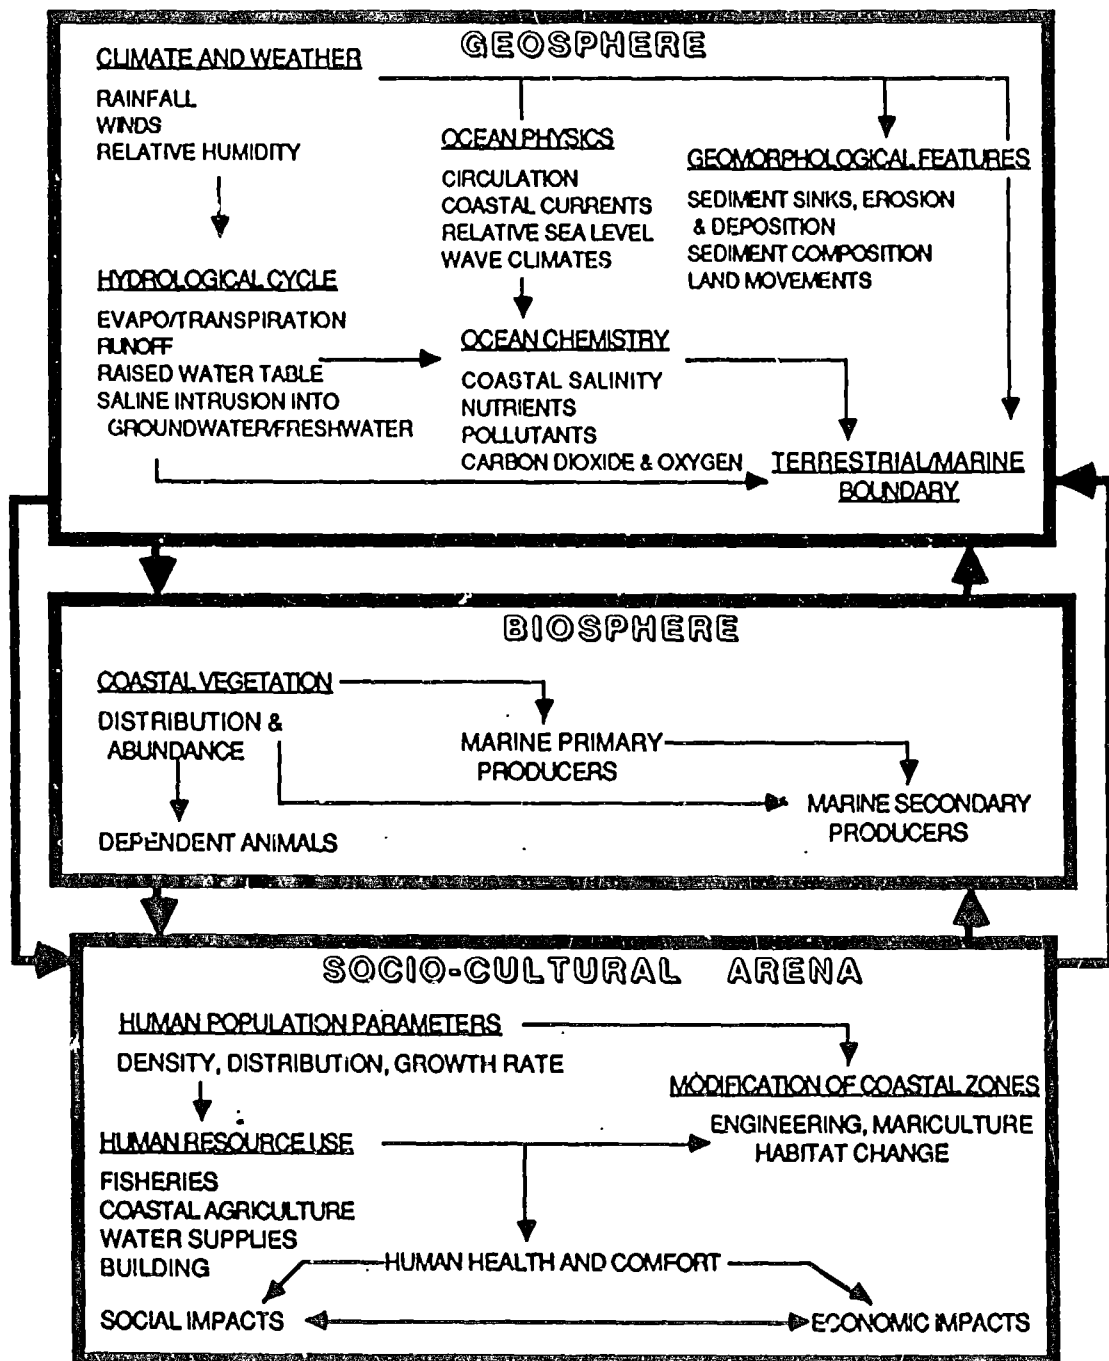 GEOSPHERE
CLIMATE AND WEATHER
RAINFALL
WINDS
RELATIVE HUMIDITY
OCEAN PHYSICS
CIRCULATION
COASTAL CURRENTS
RELATIVE SEA LEVEL
WAVE CLIMATES
GEOMORPHOLOGICAL FEATURES
SEDIMENT SINKS, EROSION
& DEPOSITION
SEDIMENT COMPOSITION
LAND MOVEMENTS
HYDROLOGICAL CYCLE
EVAPO/TRANSPIRATION
RUNOFF
RAISED WATER TABLE
SALINE INTRUSION INTO
GROUNDWATER/FRESHWATER
OCEAN CHEMISTRY
COASTAL SALINITY
NUTRIENTS
POLLUTANTS
CARBON DIOXIDE & OXYGEN
TERRESTRIAL/MARINE
BOUNDARY
BIOSPHERE
COASTAL VEGETATION
DISTRIBUTION &
ABUNDANCE
DEPENDENT ANIMALS
MARINE PRIMARY
PRODUCERS
MARINE SECONDARY
PRODUCERS
SOCIO-CULTURAL ARENA
HUMAN POPULATION PARAMETERS
DENSITY, DISTRIBUTION, GROWTH RATE
MODIFICATION OF COASTAL ZONES
ENGINEERING, MARICULTURE
HABITAT CHANGE
HUMAN RESOURCE USE
FISHERIES
COASTAL AGRICULTURE
WATER SUPPLIES
BUILDING
HUMAN HEALTH AND COMFORT
SOCIAL IMPACTS
ECONOMIC IMPACTS